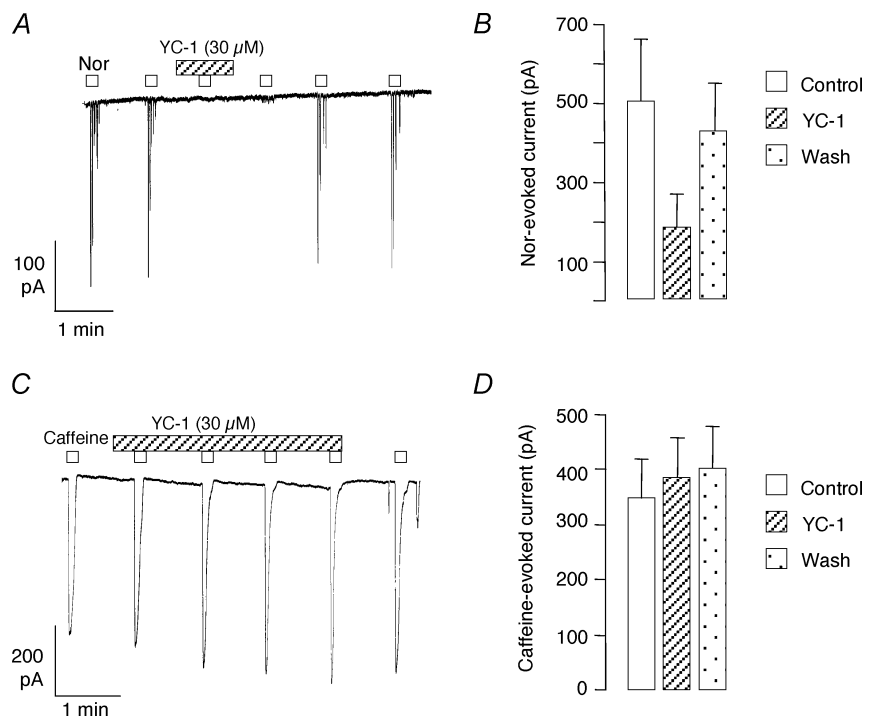 A
YC-1 (30 µM)
Nor
100
pA
1 min
B
Nor-evoked current (pA)
700
500
300
100
Control
YC-1
Wash
C
YC-1 (30 µM)
Caffeine
200
pA
1 min
D
Caffeine-evoked current (pA)
500
400
300
200
100
0
Control
YC-1
Wash